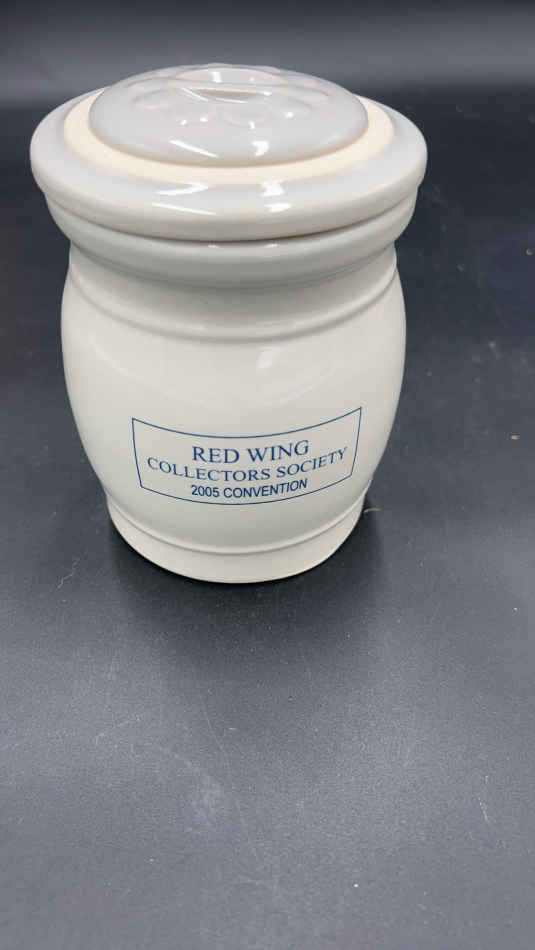 RED WING
COLLECTORS SOCIETY
2005 CONVENTION